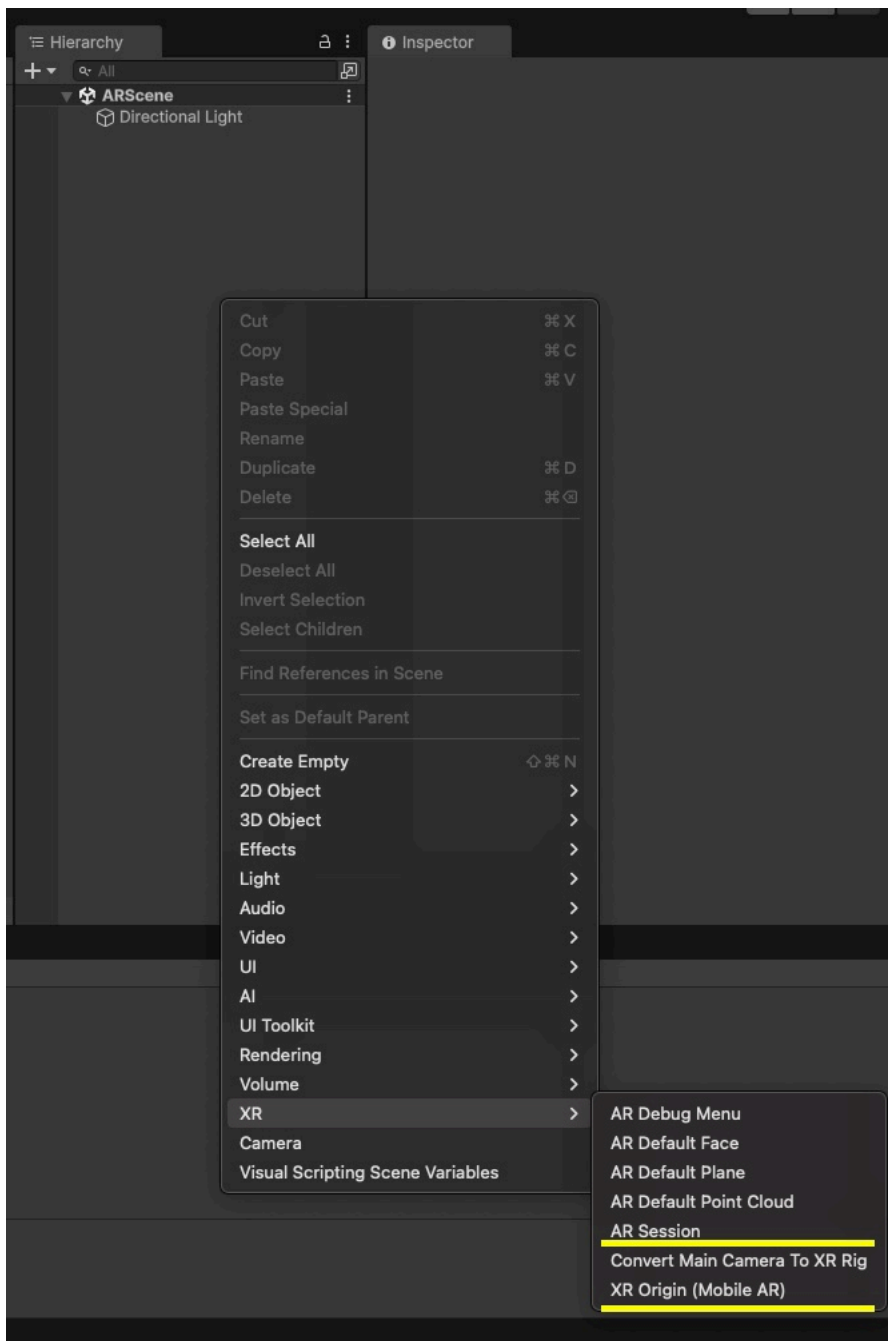 Hierarchy
Inspector
All
ARScene
Directional Light
Cut ⌘ X
Copy ⌘ C
Paste ⌘ V
Paste Special
Rename
Duplicate ⌘ D
Delete ⌘ ⌫
Select All
Deselect All
Invert Selection
Select Children
Find References in Scene
Set as Default Parent
Create Empty ⇧ ⌘ N
2D Object
3D Object
Effects
Light
Audio
Video
UI
AI
UI Toolkit
Rendering
Volume
XR
Camera
Visual Scripting Scene Variables
AR Debug Menu
AR Default Face
AR Default Plane
AR Default Point Cloud
AR Session
Convert Main Camera To XR Rig
XR Origin (Mobile AR)